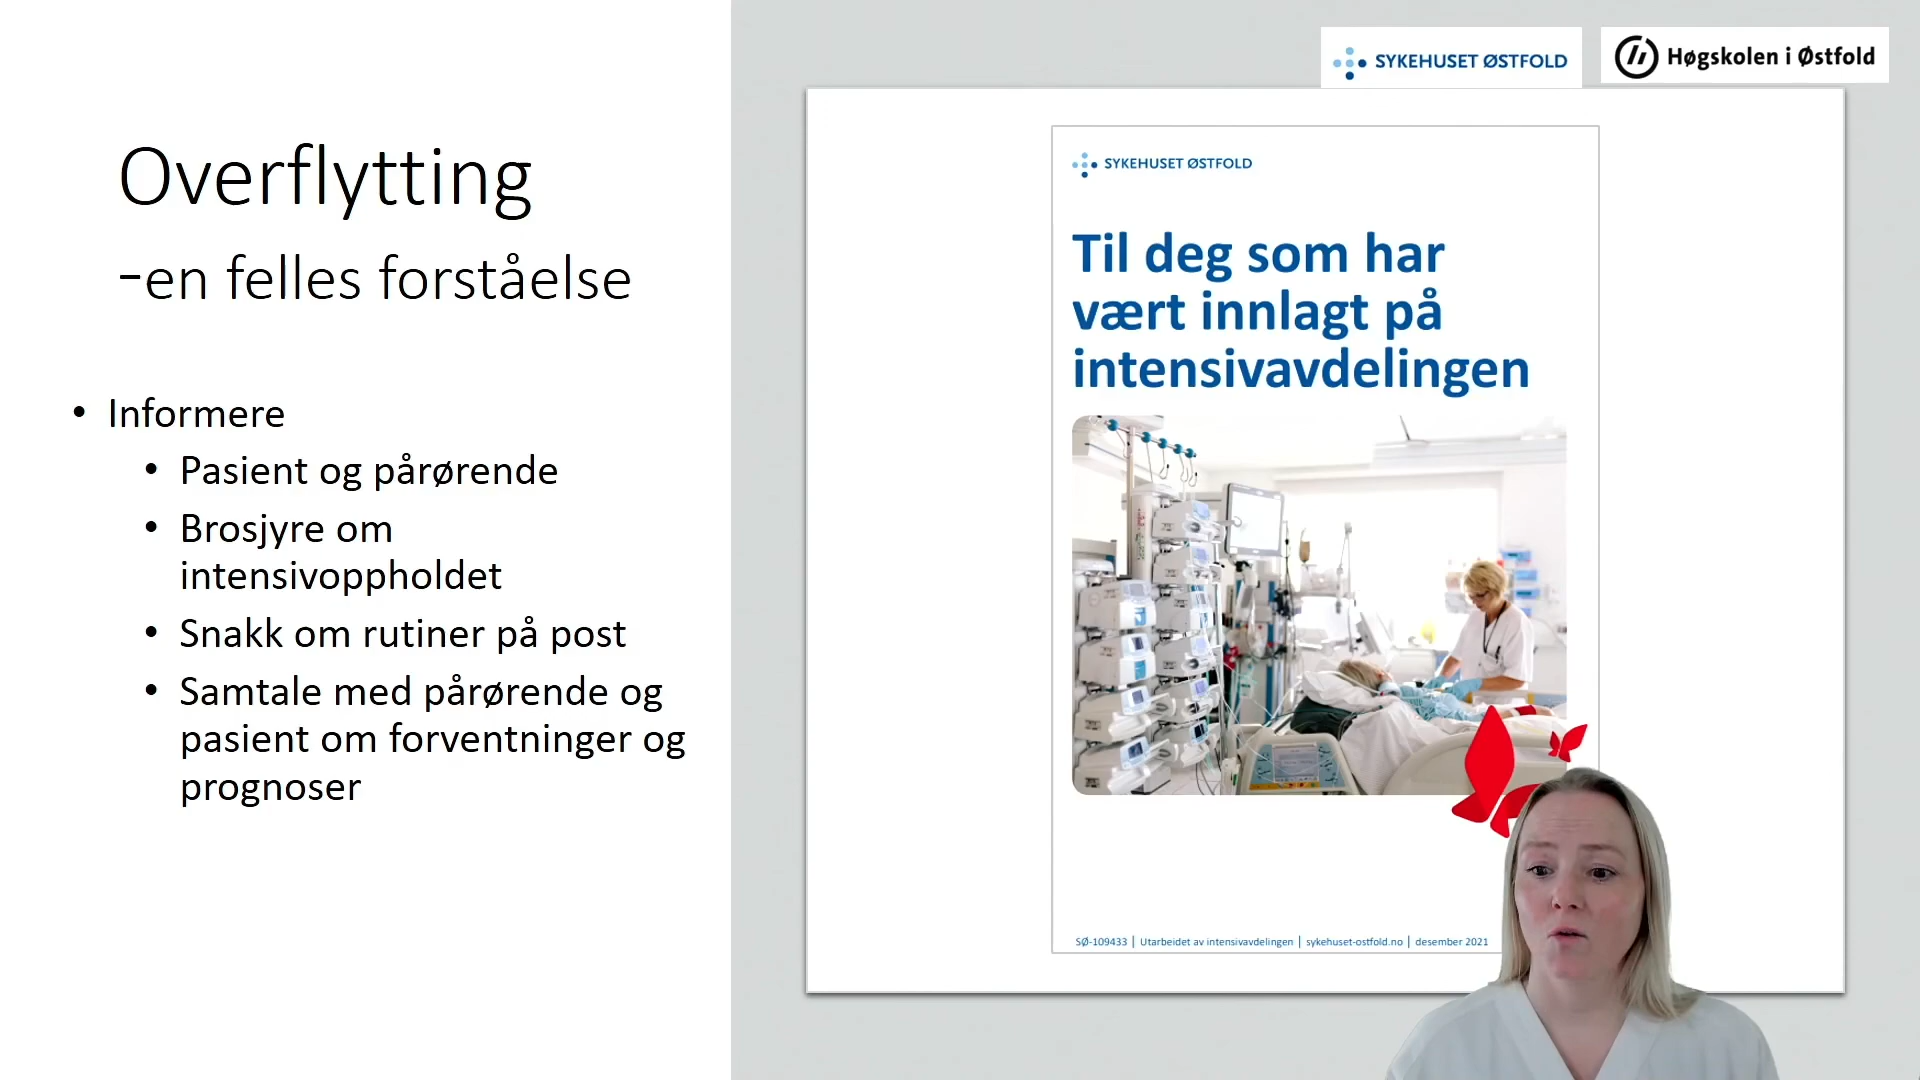 Overflytting
-en felles forståelse
• Informere
• Pasient og pårørende
• Brosjyre om
intensivoppholdet
• Snakk om rutiner på post
• Samtale med pårørende og
pasient om forventninger og
prognoser
SYKEHUSET ØSTFOLD
Høgskolen i Østfold
SYKEHUSET ØSTFOLD
Til deg som har
vært innlagt på
intensivavdelingen
SØ-109433 | Utarbeidet av intensivavdelingen | sykehuset-ostfold.no | desember 2021